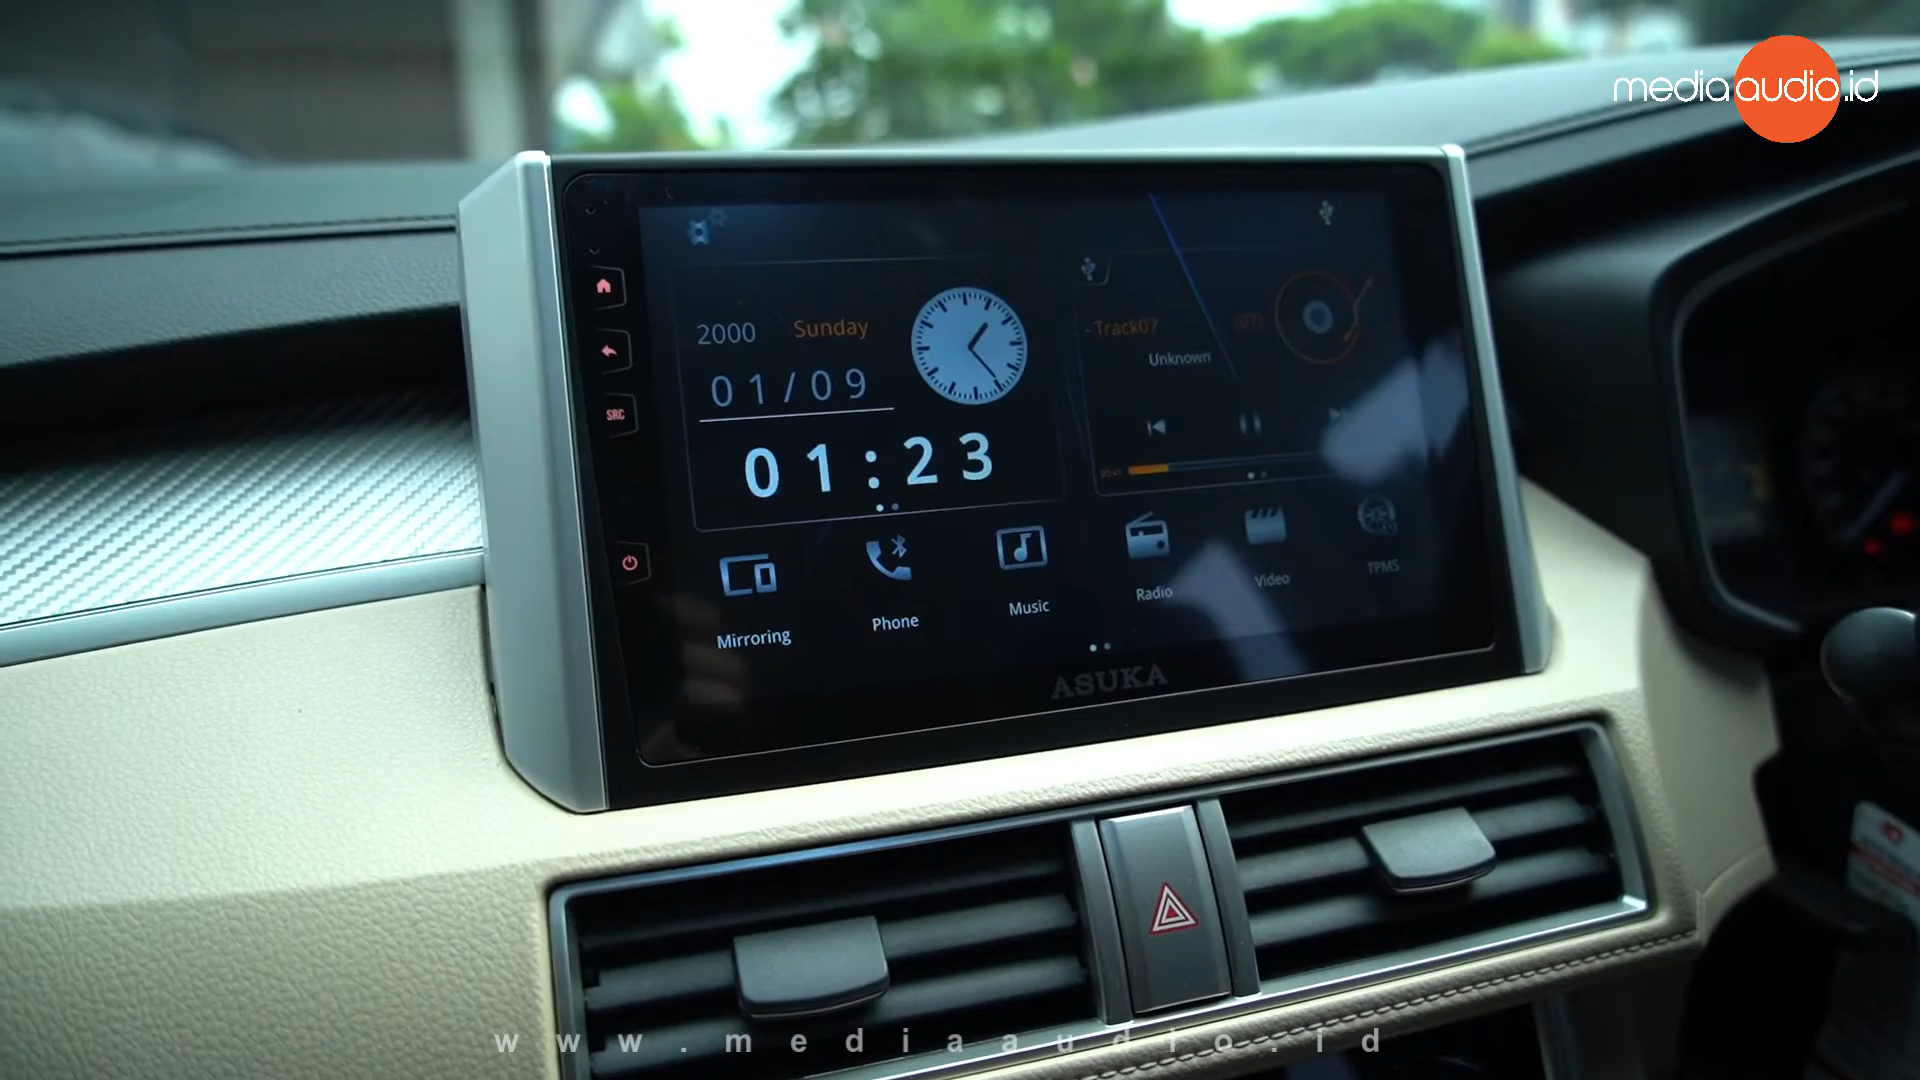 mediaaudio.id
2000 Sunday
01/09
01:23
Track07 (07)
Unknown
SRC
Mirroring Phone Music Radio Video TPMS
ASUKA
www.mediaaudio.id